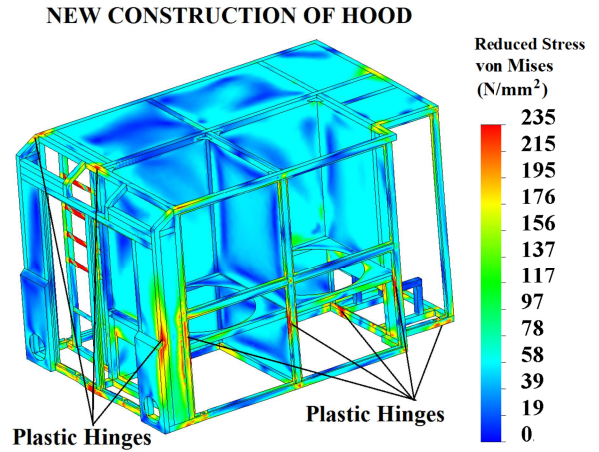 NEW CONSTRUCTION OF HOOD
Reduced Stress
von Mises
(N/mm²)
235
215
195
176
156
137
117
97
78
58
39
19
0
Plastic Hinges
Plastic Hinges